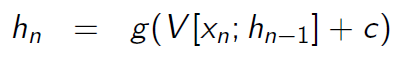 hₙ = g(V[xₙ; hₙ₋₁] + c)